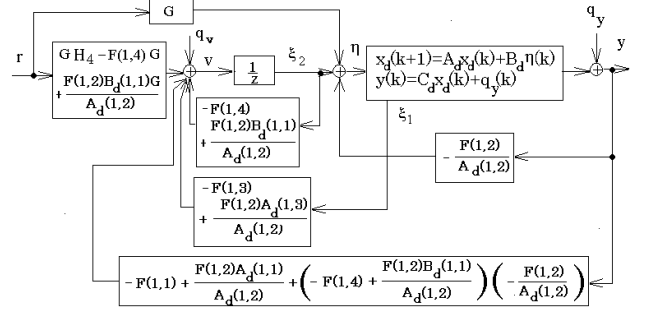 G
q_v
q_y
r
G H_4 - F(1,4) G
+ F(1,2)B_d(1,1)G / A_d(1,2)
v
1/z
ξ_2
η
x_d(k+1)=A_d x_d(k)+B_d η(k)
y(k)=C_d x_d(k)+q_y(k)
y
ξ_1
-F(1,4)
+ F(1,2)B_d(1,1) / A_d(1,2)
- F(1,2) / A_d(1,2)
-F(1,3)
+ F(1,2)A_d(1,3) / A_d(1,2)
-F(1,1) + F(1,2)A_d(1,1) / A_d(1,2) + (-F(1,4) + F(1,2)B_d(1,1) / A_d(1,2)) (- F(1,2) / A_d(1,2))